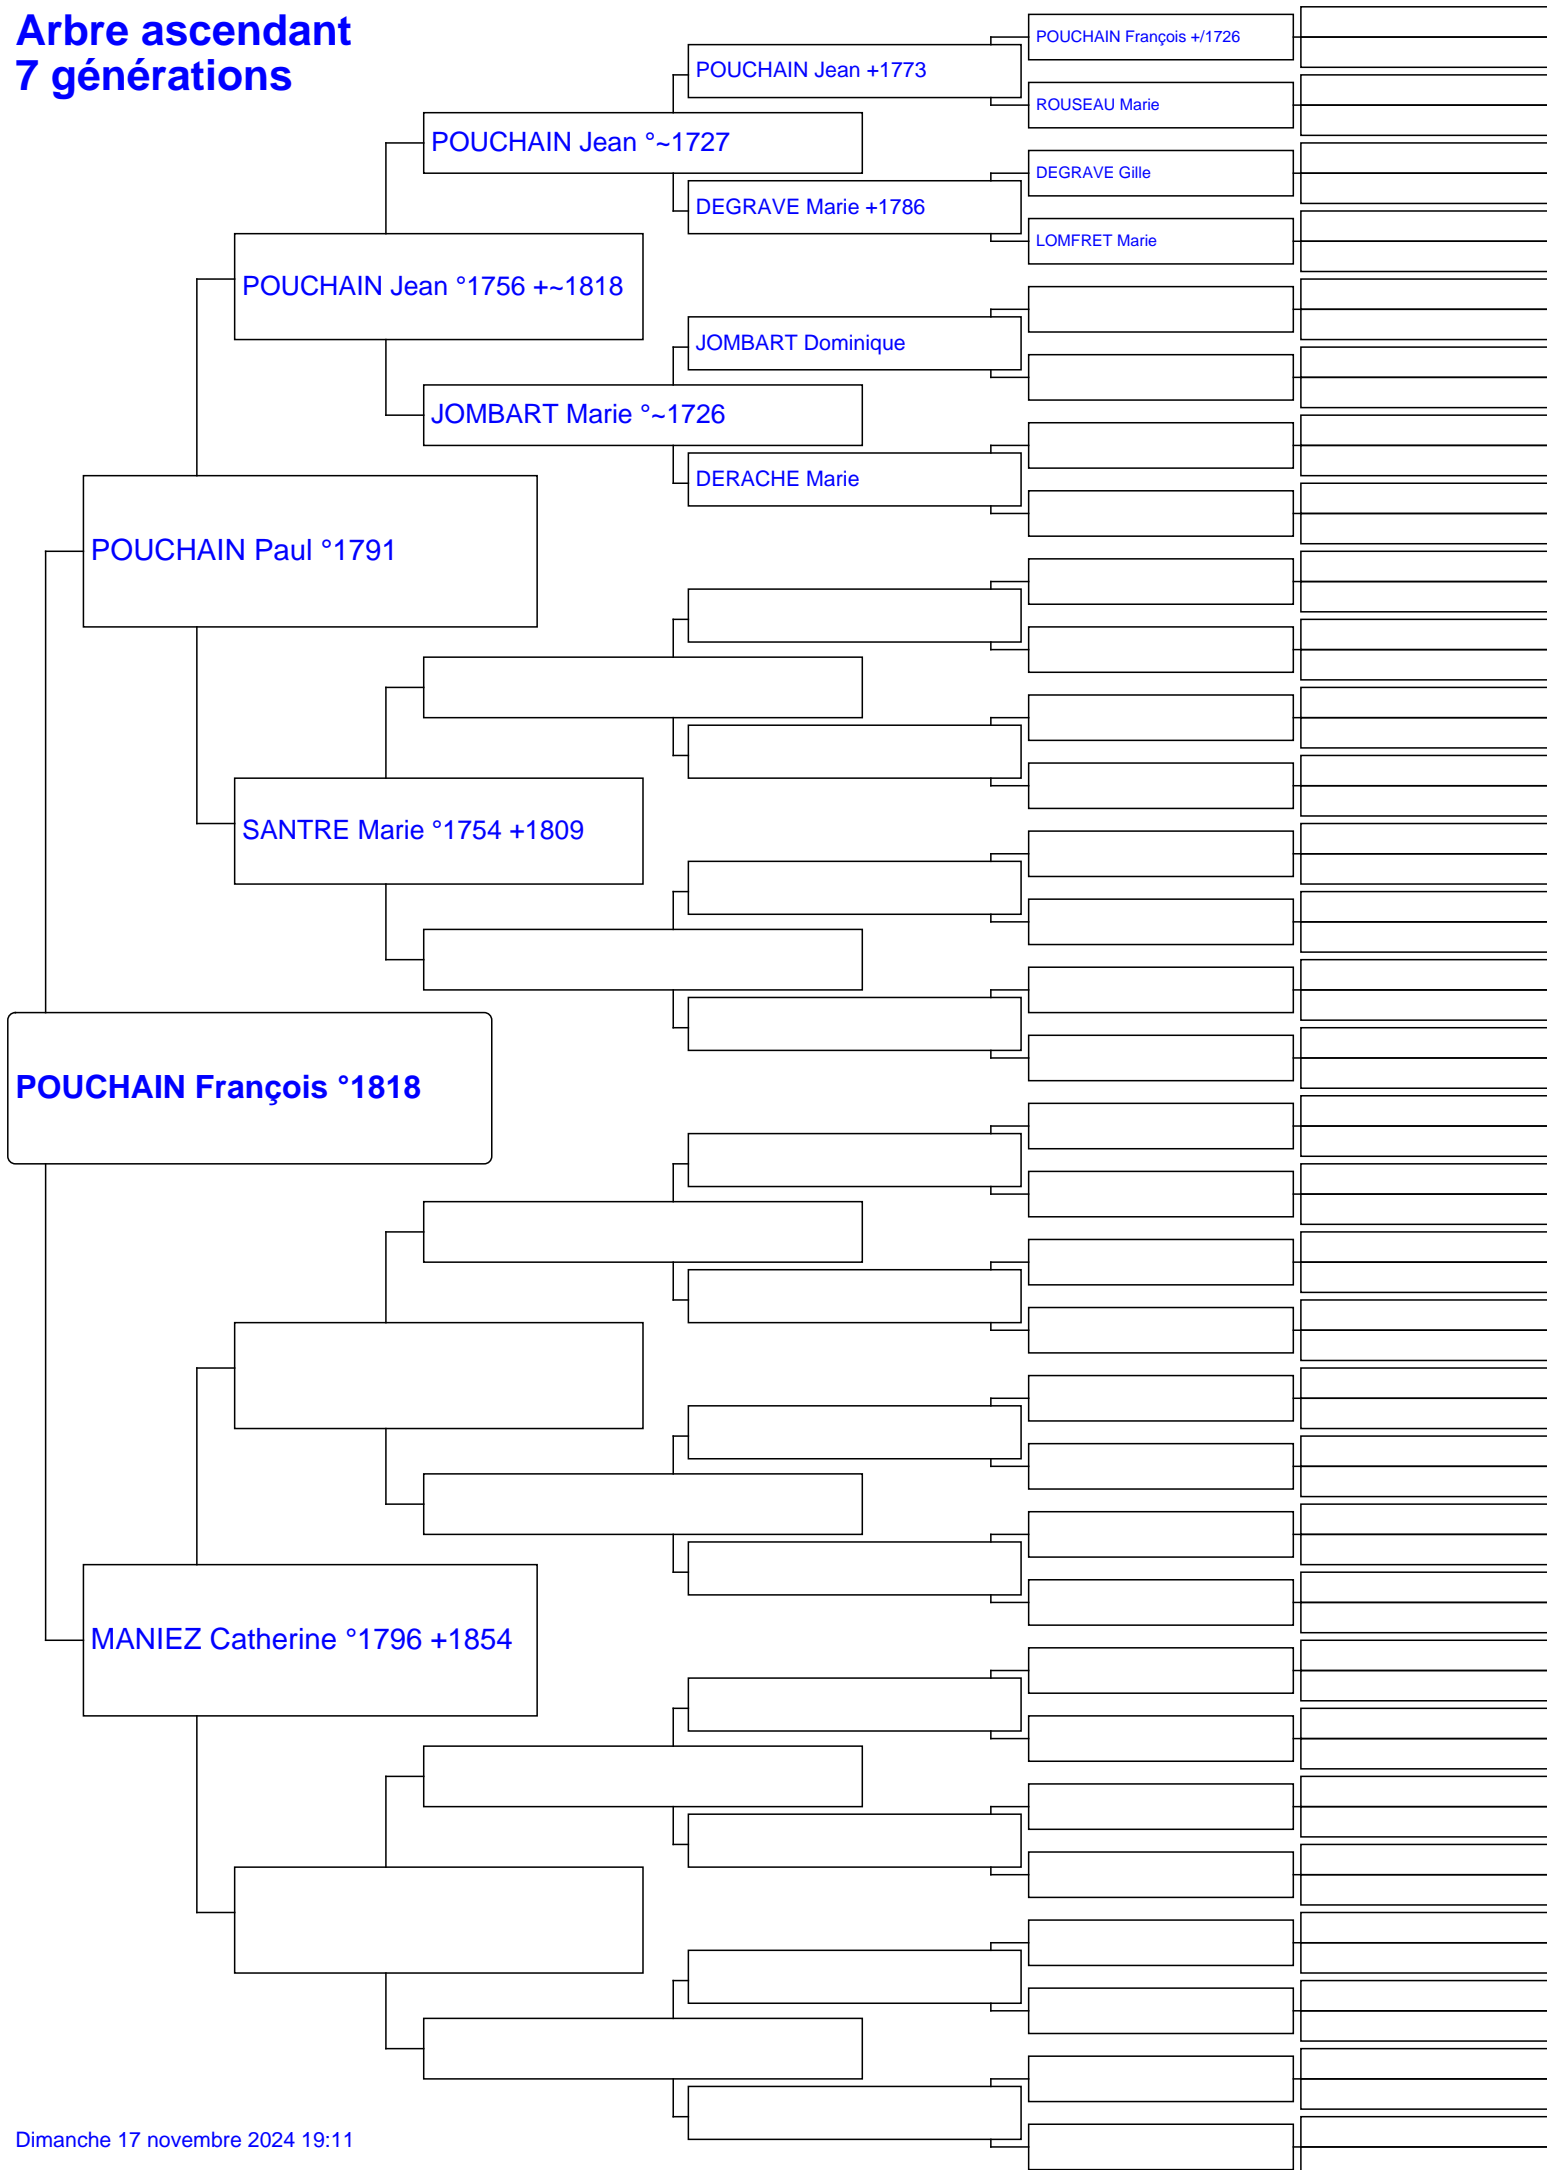 Arbre ascendant
7 générations
POUCHAIN François +/1726
POUCHAIN Jean +1773
ROUSEAU Marie
POUCHAIN Jean °~1727
DEGRAVE Gille
DEGRAVE Marie +1786
LOMFRET Marie
POUCHAIN Jean °1756 +~1818
JOMBART Dominique
JOMBART Marie °~1726
DERACHE Marie
POUCHAIN Paul °1791
SANTRE Marie °1754 +1809
POUCHAIN François °1818
MANIEZ Catherine °1796 +1854
Dimanche 17 novembre 2024 19:11